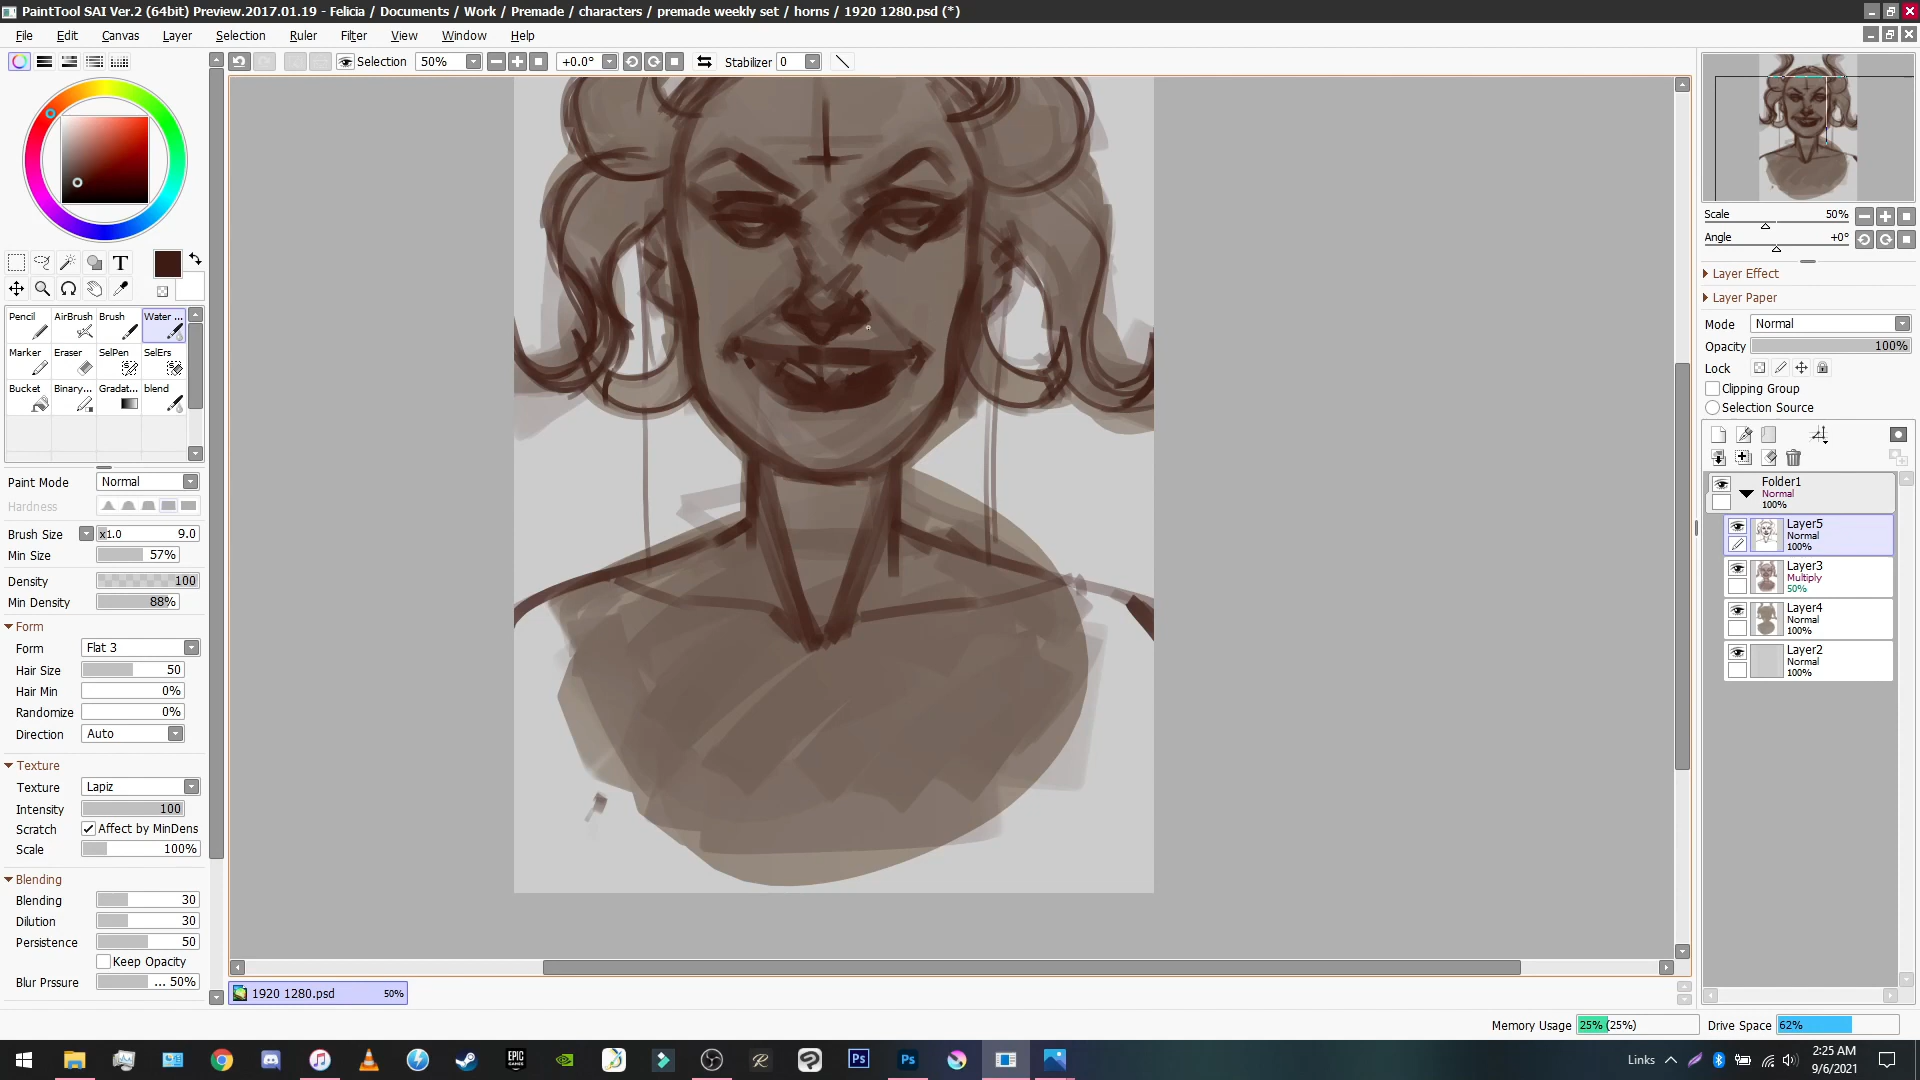 PaintTool SAI Ver.2 (64bit) Preview.2017.01.19 - Felicia / Documents / Work / Premade / characters / premade weekly set / horns / 1920 1280.psd (*)
File Edit Canvas Layer Selection Ruler Filter View Window Help
Selection 50% +0.0° Stabilizer 0
Scale 50%
Angle +0°
Layer Effect
Layer Paper
Mode Normal
Opacity 100%
Lock
Clipping Group
Selection Source
T
Pencil AirBrush Brush Water ...
Marker Eraser SelPen SelErs
Bucket Binary... Gradat... blend
Paint Mode Normal
Hardness
Brush Size x1.0 9.0
Min Size 57%
Density 100
Min Density 88%
Form
Form Flat 3
Hair Size 50
Hair Min 0%
Randomize 0%
Direction Auto
Texture
Texture Lapiz
Intensity 100
Scratch Affect by MinDens
Scale 100%
Blending
Blending 30
Dilution 30
Persistence 50
Keep Opacity
Blur Prssure ... 50%
Folder1
Normal
100%
Layer5
Normal
100%
Layer3
Multiply
50%
Layer4
Normal
100%
Layer2
Normal
100%
1920 1280.psd 50%
Memory Usage 25% (25%) Drive Space 62%
EPIC
GAMES
Ps
Ps
Links
2:25 AM
9/6/2021